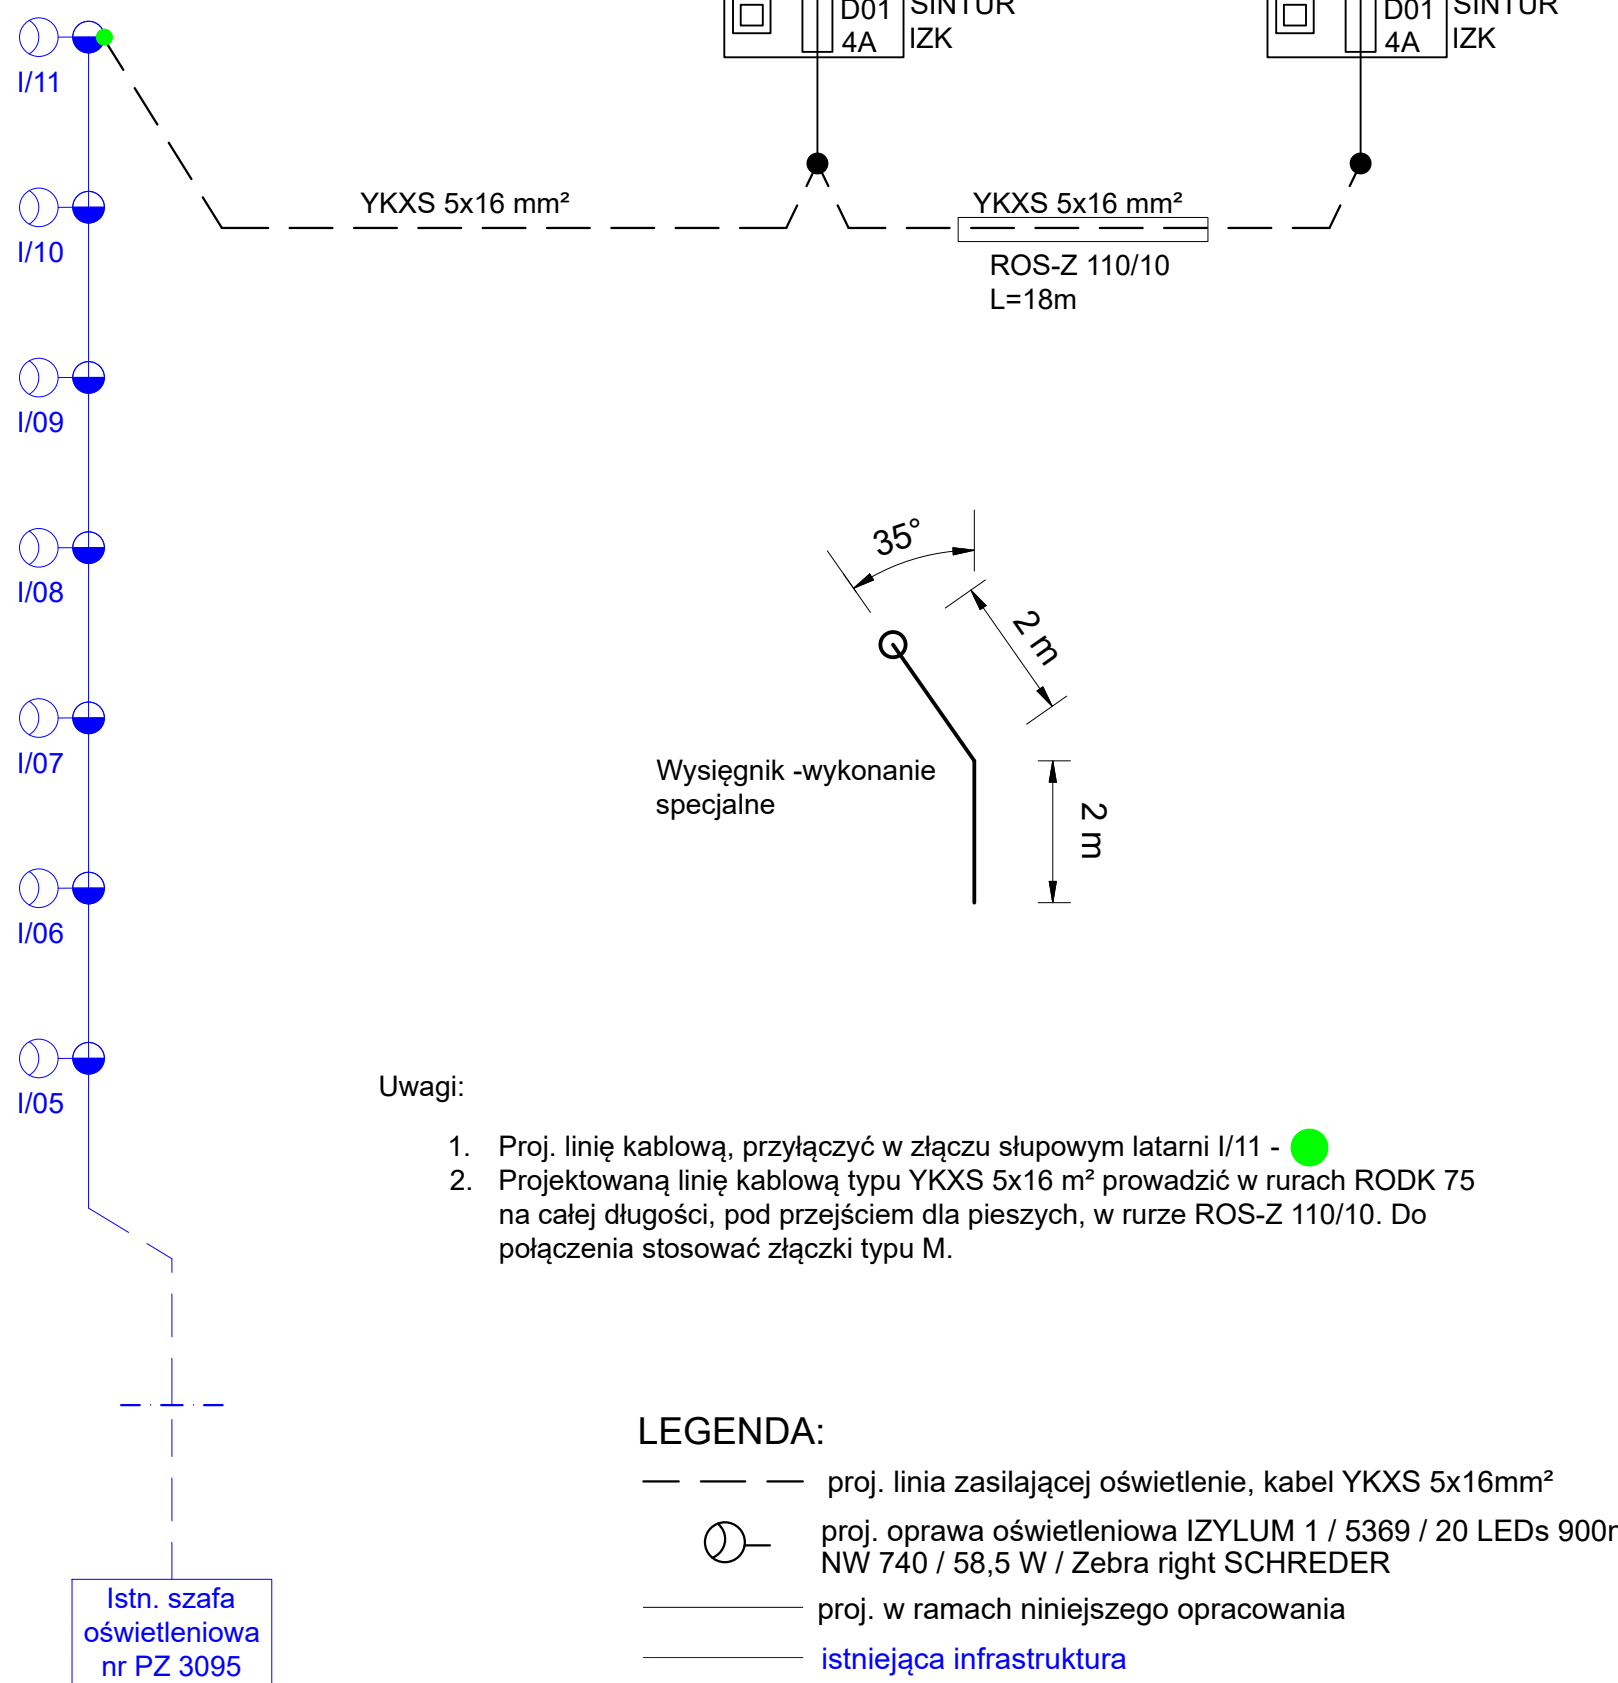 D01
SINTUR
4A
IZK
D01
SINTUR
4A
IZK
I/11
YKXS 5x16 mm²
YKXS 5x16 mm²
I/10
ROS-Z 110/10
L=18m
I/09
35°
I/08
2 m
I/07
Wysięgnik -wykonanie
specjalne
2 m
I/06
I/05
Uwagi:
1. Proj. linię kablową, przyłączyć w złączu słupowym latarni I/11 -
2. Projektowaną linię kablową typu YKXS 5x16 m² prowadzić w rurach RODK 75
na całej długości, pod przejściem dla pieszych, w rurze ROS-Z 110/10. Do
połączenia stosować złączki typu M.
LEGENDA:
proj. linia zasilającej oświetlenie, kabel YKXS 5x16mm²
proj. oprawa oświetleniowa IZYLUM 1 / 5369 / 20 LEDs
NW 740 / 58,5 W / Zebra right SCHREDER
proj. w ramach niniejszego opracowania
istniejąca infrastruktura
Istn. szafa
oświetleniowa
nr PZ 3095